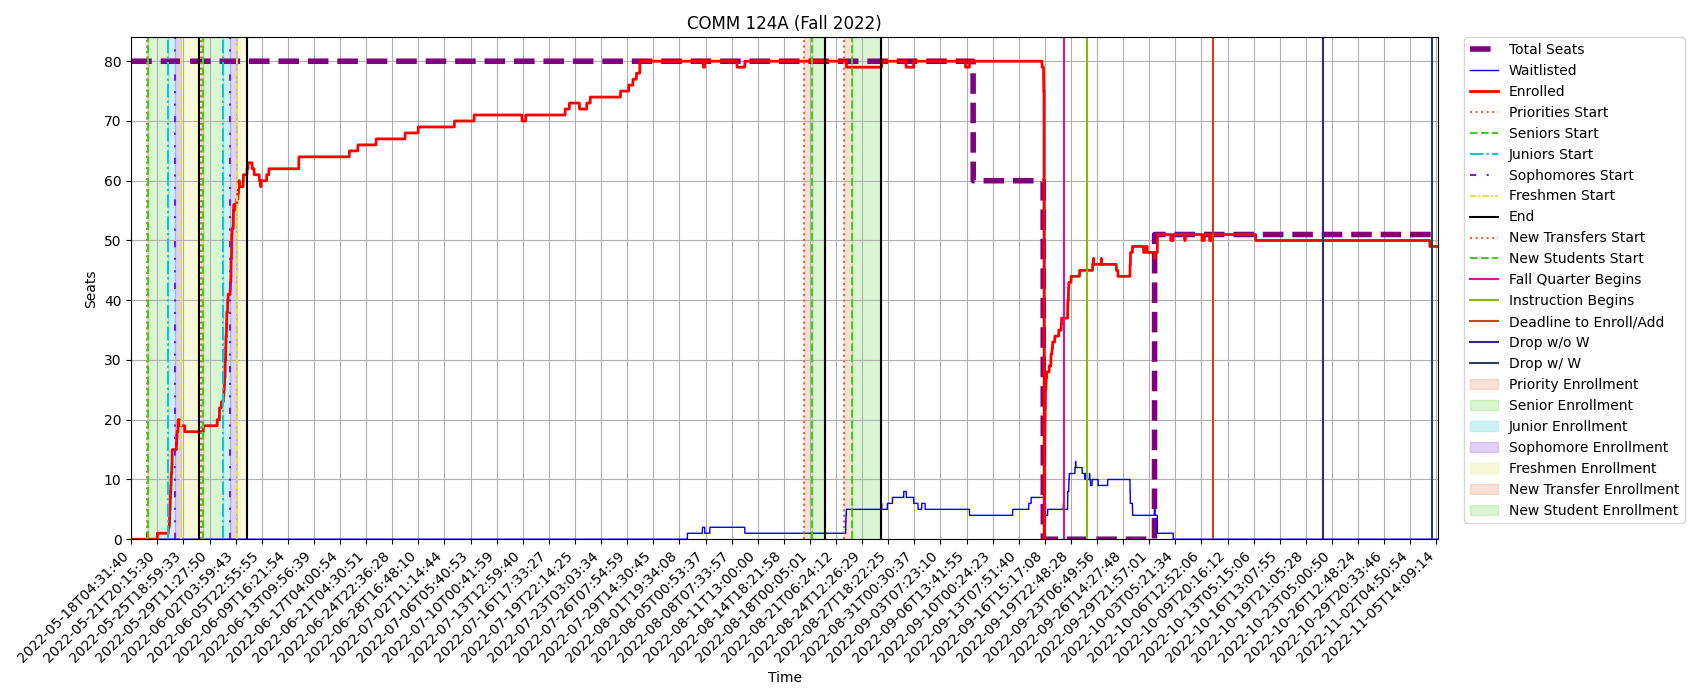 COMM 124A (Fall 2022)
Seats
80
70
60
50
40
30
20
10
0
2022-05-18T04:31:40
2022-05-21T20:15:30
2022-05-25T18:59:33
2022-05-29T11:27:50
2022-06-02T03:59:43
2022-06-05T22:55:55
2022-06-09T16:21:54
2022-06-13T09:56:39
2022-06-17T04:00:54
2022-06-21T04:30:51
2022-06-24T22:36:28
2022-06-28T16:48:10
2022-07-02T11:14:44
2022-07-06T05:40:53
2022-07-10T00:41:59
2022-07-13T12:59:40
2022-07-16T17:33:27
2022-07-19T22:14:25
2022-07-23T03:03:34
2022-07-26T07:54:59
2022-07-29T14:30:45
2022-08-01T19:34:08
2022-08-05T00:53:37
2022-08-08T07:33:57
2022-08-11T13:00:00
2022-08-14T18:21:58
2022-08-18T00:05:01
2022-08-21T06:24:12
2022-08-24T12:26:29
2022-08-27T18:22:25
2022-08-31T00:30:37
2022-09-03T07:23:10
2022-09-06T13:41:55
2022-09-10T00:24:23
2022-09-13T07:51:40
2022-09-16T15:17:08
2022-09-19T22:48:28
2022-09-23T06:49:56
2022-09-26T14:27:48
2022-09-29T21:57:01
2022-10-03T05:21:34
2022-10-06T12:52:06
2022-10-09T20:16:12
2022-10-13T05:15:06
2022-10-16T13:07:55
2022-10-19T21:05:28
2022-10-23T05:00:50
2022-10-26T12:48:24
2022-10-29T20:33:46
2022-11-02T04:50:54
2022-11-05T14:09:14
Time
Total Seats
Waitlisted
Enrolled
Priorities Start
Seniors Start
Juniors Start
Sophomores Start
Freshmen Start
End
New Transfers Start
New Students Start
Fall Quarter Begins
Instruction Begins
Deadline to Enroll/Add
Drop w/o W
Drop w/ W
Priority Enrollment
Senior Enrollment
Junior Enrollment
Sophomore Enrollment
Freshmen Enrollment
New Transfer Enrollment
New Student Enrollment